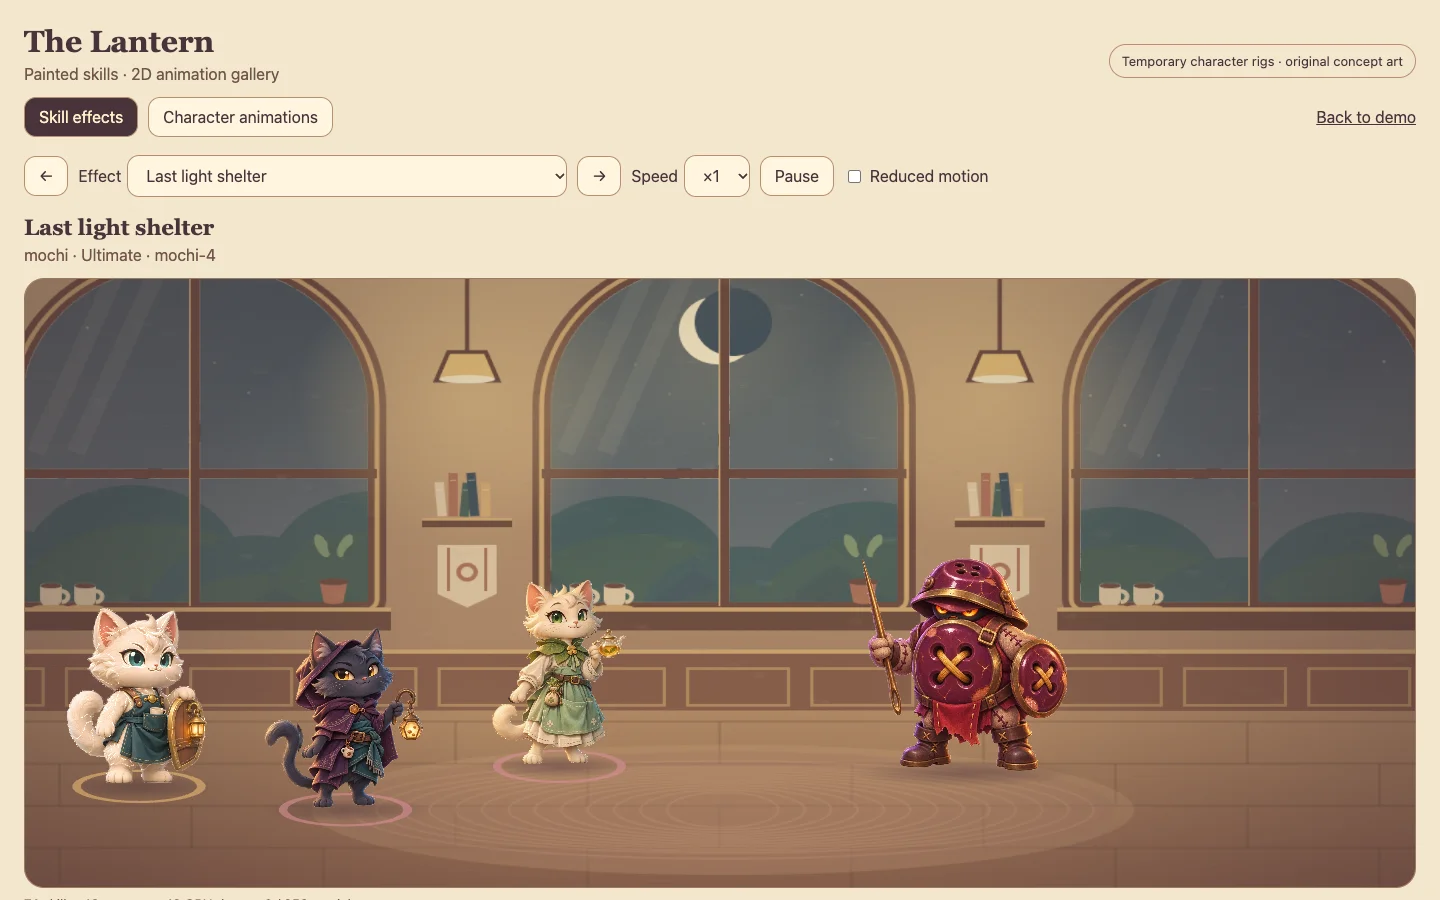 The Lantern
Painted skills · 2D animation gallery
Temporary character rigs · original concept art
Skill effects
Character animations
Back to demo
←
Effect
Last light shelter
→
Speed
×1
Pause
Reduced motion
Last light shelter
mochi · Ultimate · mochi-4